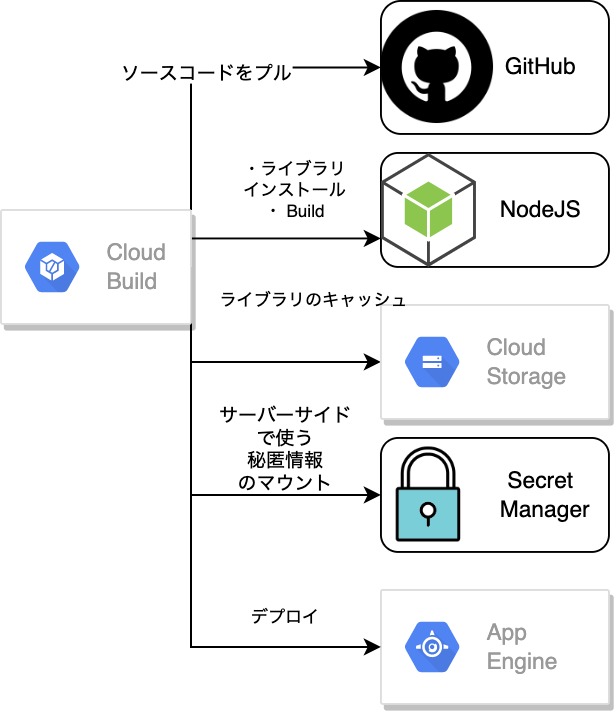 ソースコードをプル
GitHub
・ライブラリ
インストール
・ Build
NodeJS
Cloud
Build
ライブラリのキャッシュ
Cloud
Storage
サーバーサイド
で使う
秘匿情報
のマウント
Secret
Manager
デプロイ
App
Engine